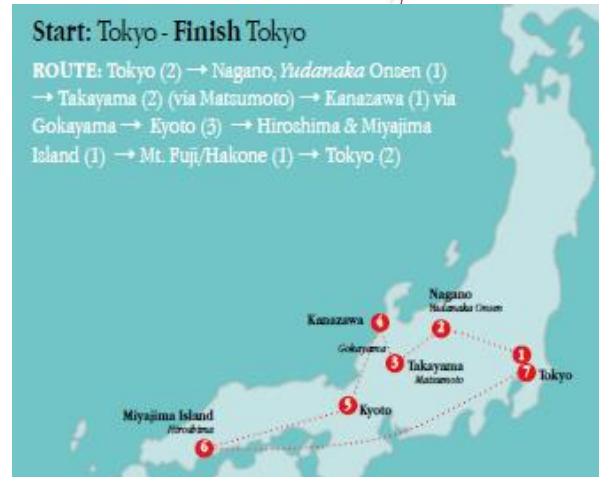 Start: Tokyo - Finish Tokyo
ROUTE: Tokyo (2) → Nagano, Yudanaka Onsen (1)
→ Takayama (2) (via Matsumoto) → Kanazawa (1) via
Gokayama → Kyoto (3) → Hiroshima & Miyajima
Island (1) → Mt. Fuji/Hakone (1) → Tokyo (2)
Nagano
Yudanaka Onsen
Kanazawa
4
2
Gokayama
1
3
Takayama
7
Tokyo
Matsumoto
5
Kyoto
Miyajima Island
Hiroshima
6